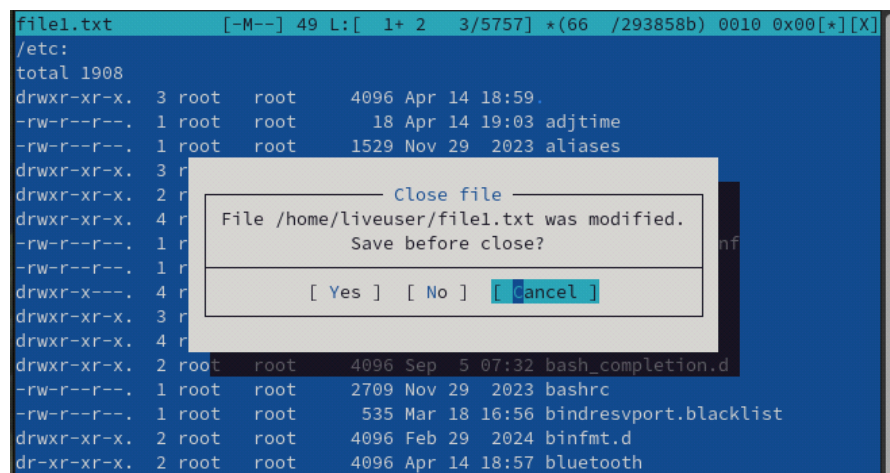 file1.txt [-M--] 49 L:[ 1+ 2 3/5757] *(66 /293858b) 0010 0x00[*][X]
/etc:
total 1908
drwxr-xr-x. 3 root root 4096 Apr 14 18:59.
-rw-r--r--. 1 root root 18 Apr 14 19:03 adjtime
-rw-r--r--. 1 root root 1529 Nov 29 2023 aliases
drwxr-xr-x. 3 r
Close file
drwxr-xr-x. 2 r
File /home/liveuser/file1.txt was modified.
drwxr-xr-x. 4 r
Save before close?
-rw-r--r--. 1 r nf
-rw-r--r--. 1 r
[ Yes ] [ No ] [ Cancel ]
drwxr-x---. 4 r
drwxr-xr-x. 3 r
drwxr-xr-x. 4 r
drwxr-xr-x. 2 root root 4096 Sep 5 07:32 bash_completion.d
-rw-r--r--. 1 root root 2709 Nov 29 2023 bashrc
-rw-r--r--. 1 root root 535 Mar 18 16:56 bindresvport.blacklist
drwxr-xr-x. 2 root root 4096 Feb 29 2024 binfmt.d
dr-xr-xr-x. 2 root root 4096 Apr 14 18:57 bluetooth